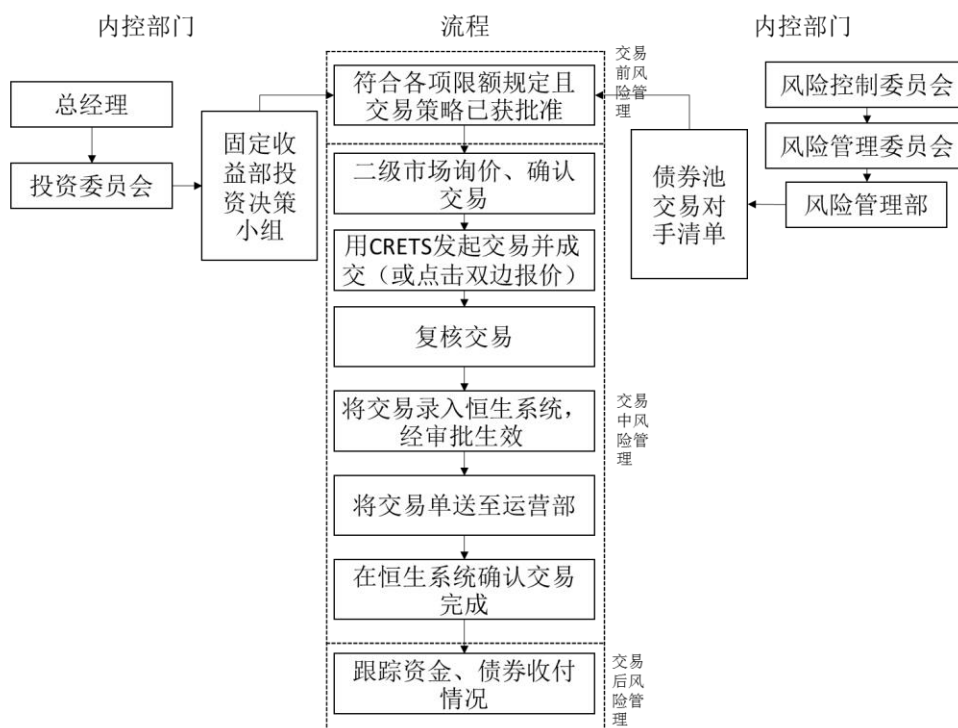 内控部门
流程
内控部门
总经理
投资委员会
固定收
益部投
资决策
小组
符合各项限额规定且
交易策略已获批准
二级市场询价、确认
交易
用CRETS发起交易并成
交（或点击双边报价）
复核交易
将交易录入恒生系统，
经审批生效
将交易单送至运营部
在恒生系统确认交易
完成
跟踪资金、债券收付
情况
交易
前风
险管
理
交易
中风
险管
理
交易
后风
险管
理
风险控制委员会
风险管理委员会
风险管理部
债券池
交易对
手清单